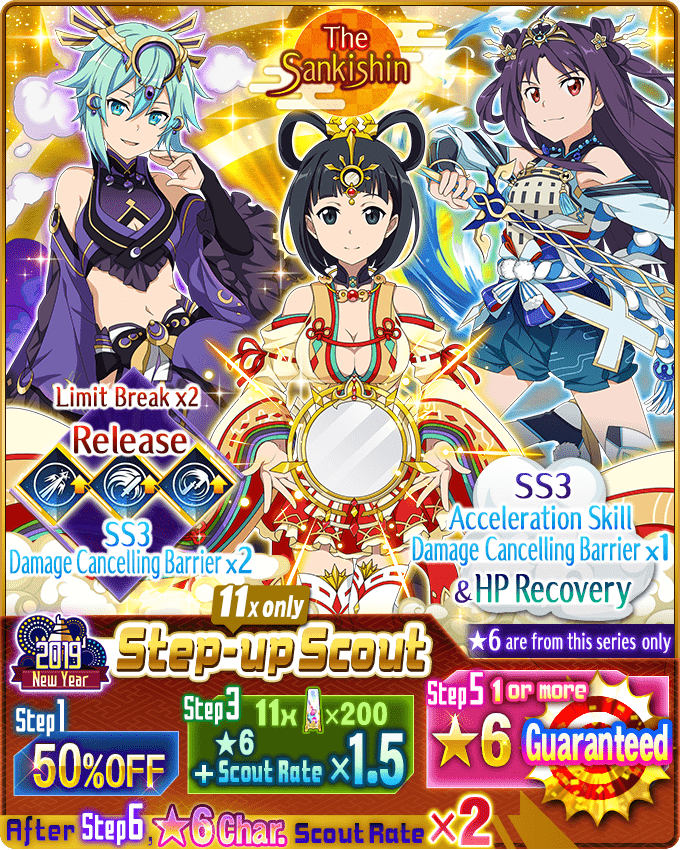 The
Sankishin
Limit Break x2
Release
SS3
Damage Cancelling Barrier x2
SS3
Acceleration Skill
Damage Cancelling Barrier x1
& HP Recovery
11x only
★6 are from this series only
2019
New Year
Step-up Scout
Step1
50%OFF
Step3
11x ×200
★6
+ Scout Rate ×1.5
Step5 1 or more
★6 Guaranteed
After Step6, ★6 Char. Scout Rate ×2